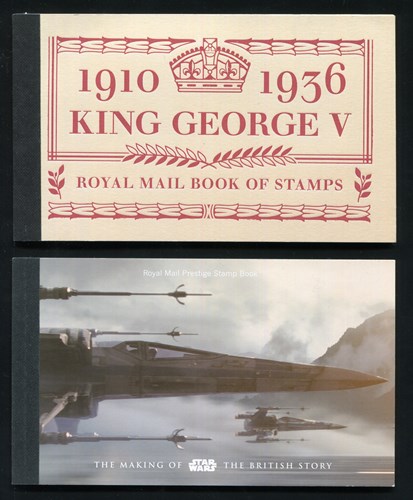 1910 1936
KING GEORGE V
ROYAL MAIL BOOK OF STAMPS
Royal Mail Prestige Stamp Book
THE MAKING OF STAR WARS THE BRITISH STORY